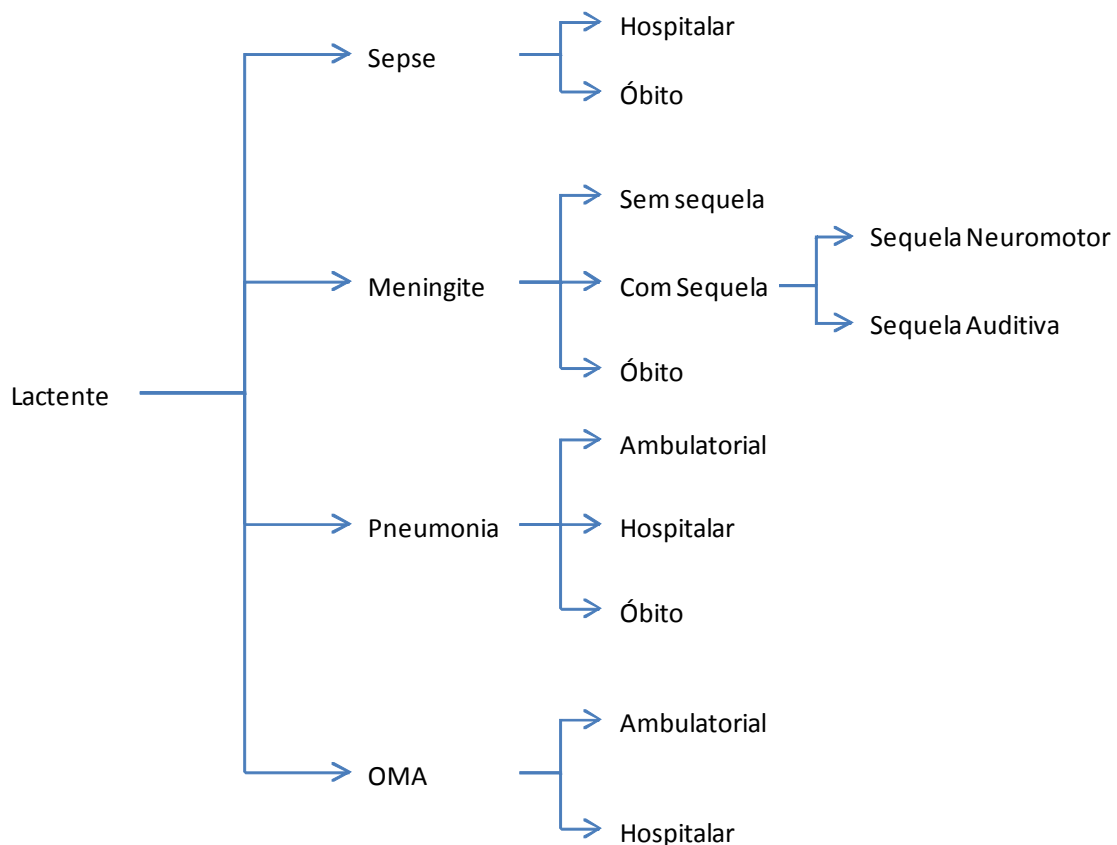 Hospitalar
Sepse
Óbito
Sem sequela
Sequela Neuromotor
Meningite
Com Sequela
Sequela Auditiva
Óbito
Lactente
Ambulatorial
Pneumonia
Hospitalar
Óbito
Ambulatorial
OMA
Hospitalar